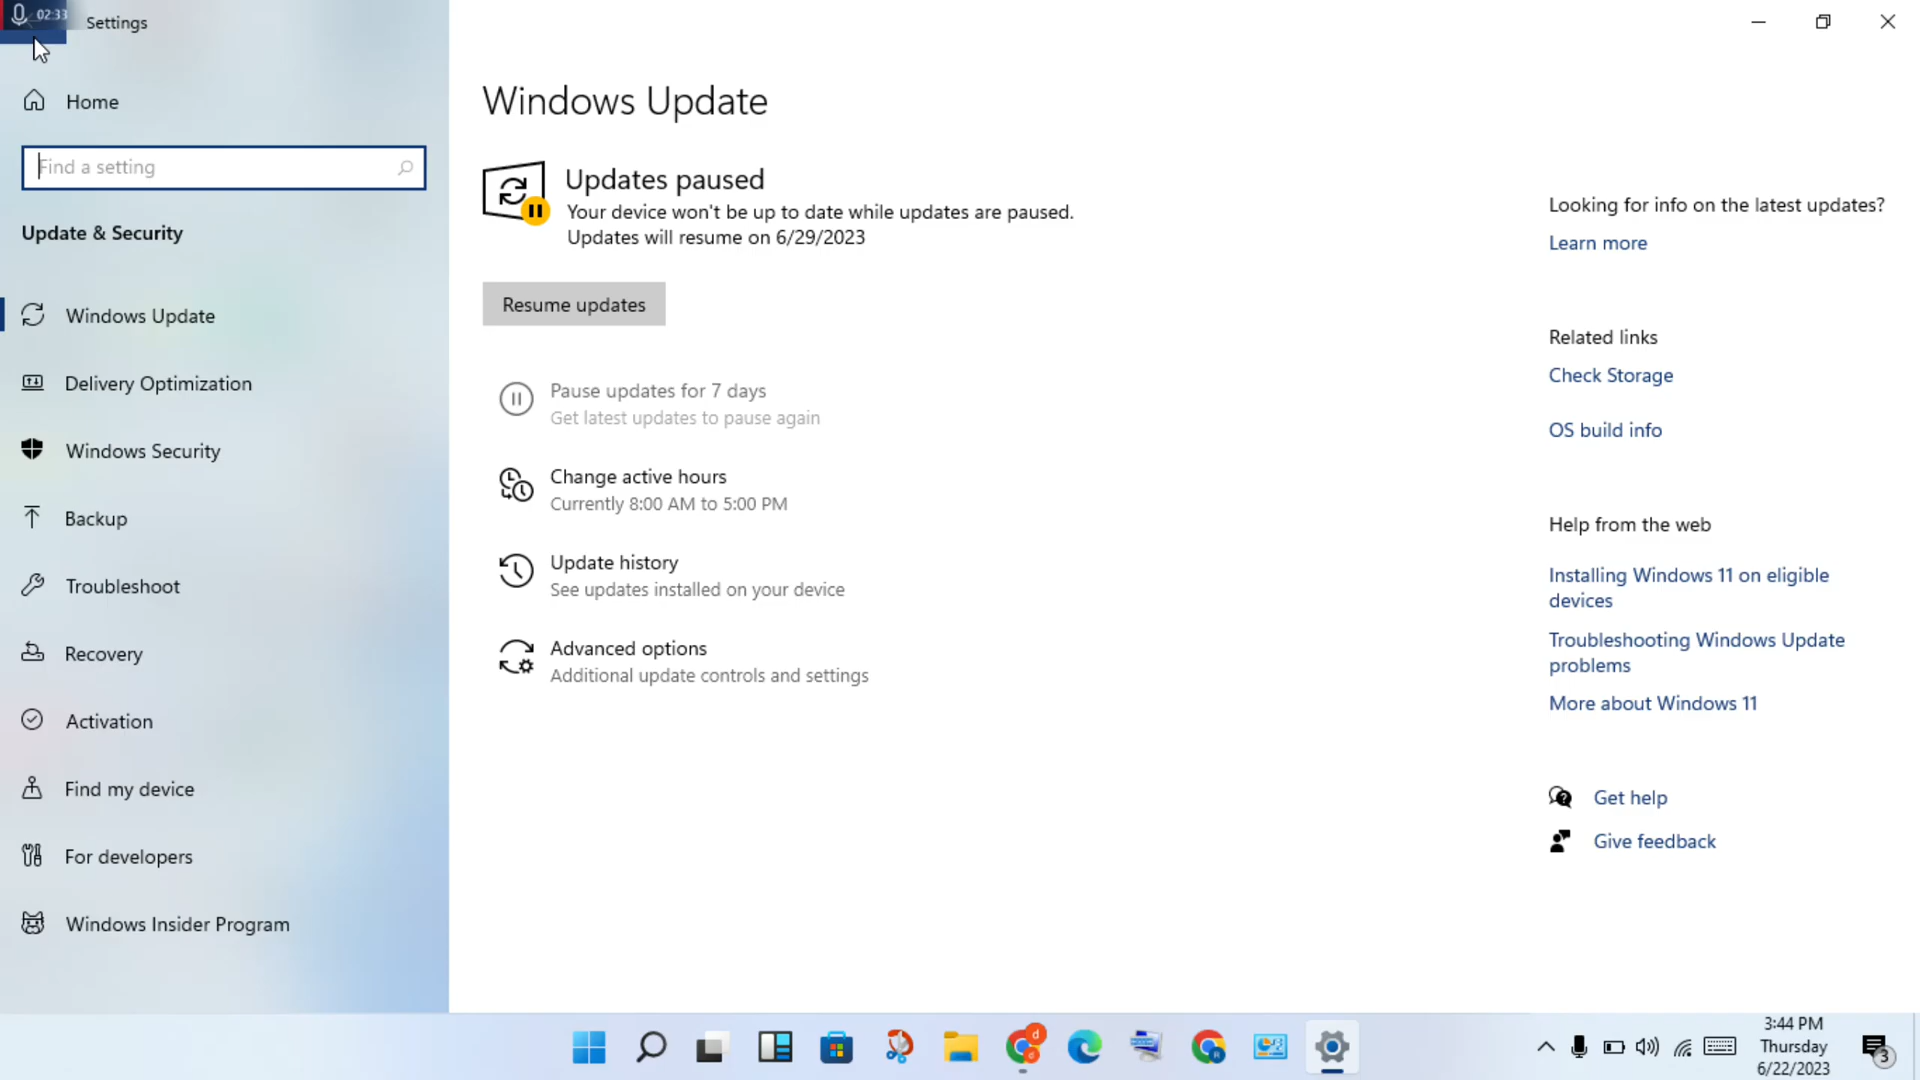 02:33
Settings
Home
Find a setting
Update & Security
Windows Update
Delivery Optimization
Windows Security
Backup
Troubleshoot
Recovery
Activation
Find my device
For developers
Windows Insider Program
Windows Update
Updates paused
Your device won't be up to date while updates are paused.
Updates will resume on 6/29/2023
Resume updates
Pause updates for 7 days
Get latest updates to pause again
Change active hours
Currently 8:00 AM to 5:00 PM
Update history
See updates installed on your device
Advanced options
Additional update controls and settings
Looking for info on the latest updates?
Learn more
Related links
Check Storage
OS build info
Help from the web
Installing Windows 11 on eligible
devices
Troubleshooting Windows Update
problems
More about Windows 11
Get help
Give feedback
3:44 PM
Thursday
6/22/2023
3